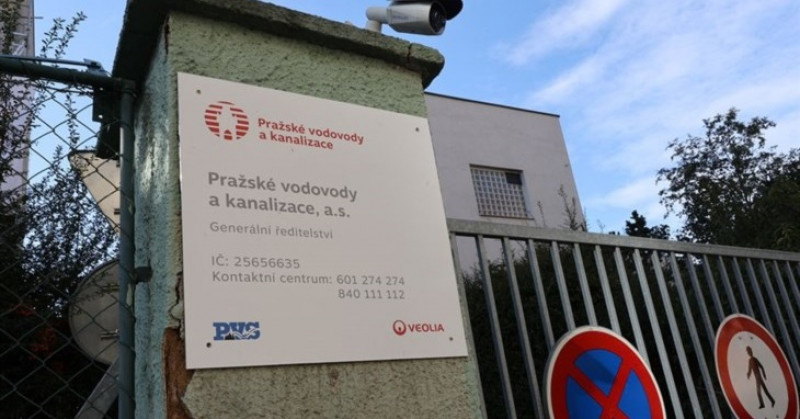 Pražské vodovody
a kanalizace
Pražské vodovody
a kanalizace, a.s.
Generální ředitelství
IČ: 25656635
Kontaktní centrum: 601 274 274
840 111 112
PVS
VEOLIA